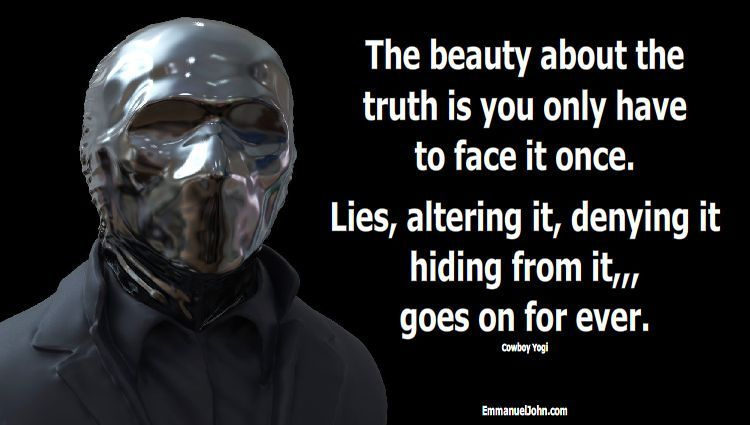 The beauty about the
truth is you only have
to face it once.
Lies, altering it, denying it
hiding from it,,,
goes on for ever.
Cowboy Yogi
EmmanuelJohn.com